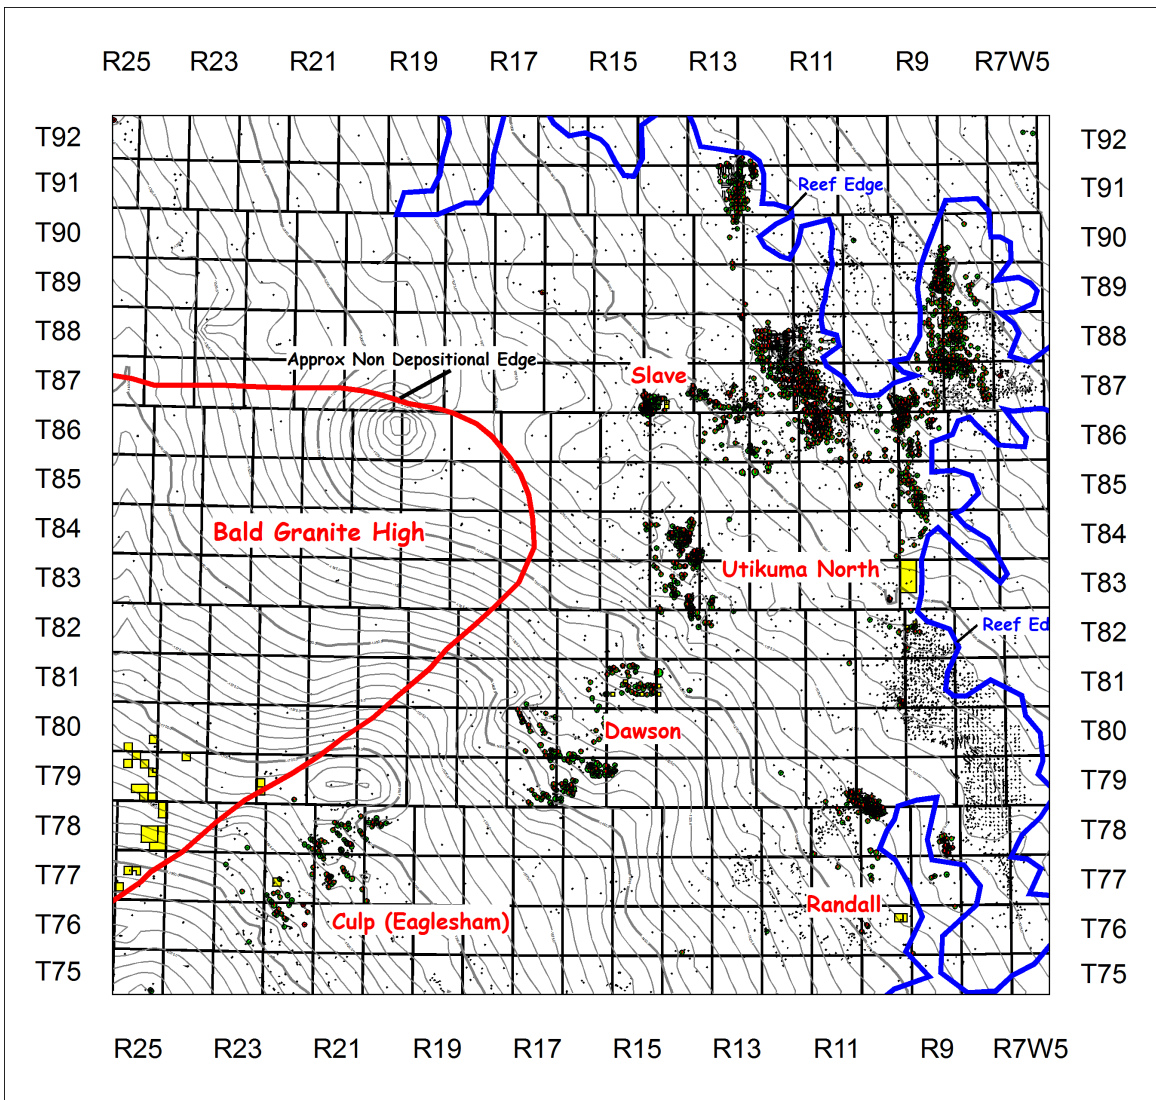 R25 R23 R21 R19 R17 R15 R13 R11 R9 R7W5
T92 T92
T91 T91
Reef Edge
T90 T90
T89 T89
T88 T88
Approx Non Depositional Edge
T87 Slave T87
T86 T86
T85 T85
T84 Bald Granite High T84
T83 Utikuma North T83
T82 Reef Ed T82
T81 T81
T80 Dawson T80
T79 T79
T78 T78
T77 T77
Randall
T76 Culp (Eaglesham) T76
T75 T75
R25 R23 R21 R19 R17 R15 R13 R11 R9 R7W5